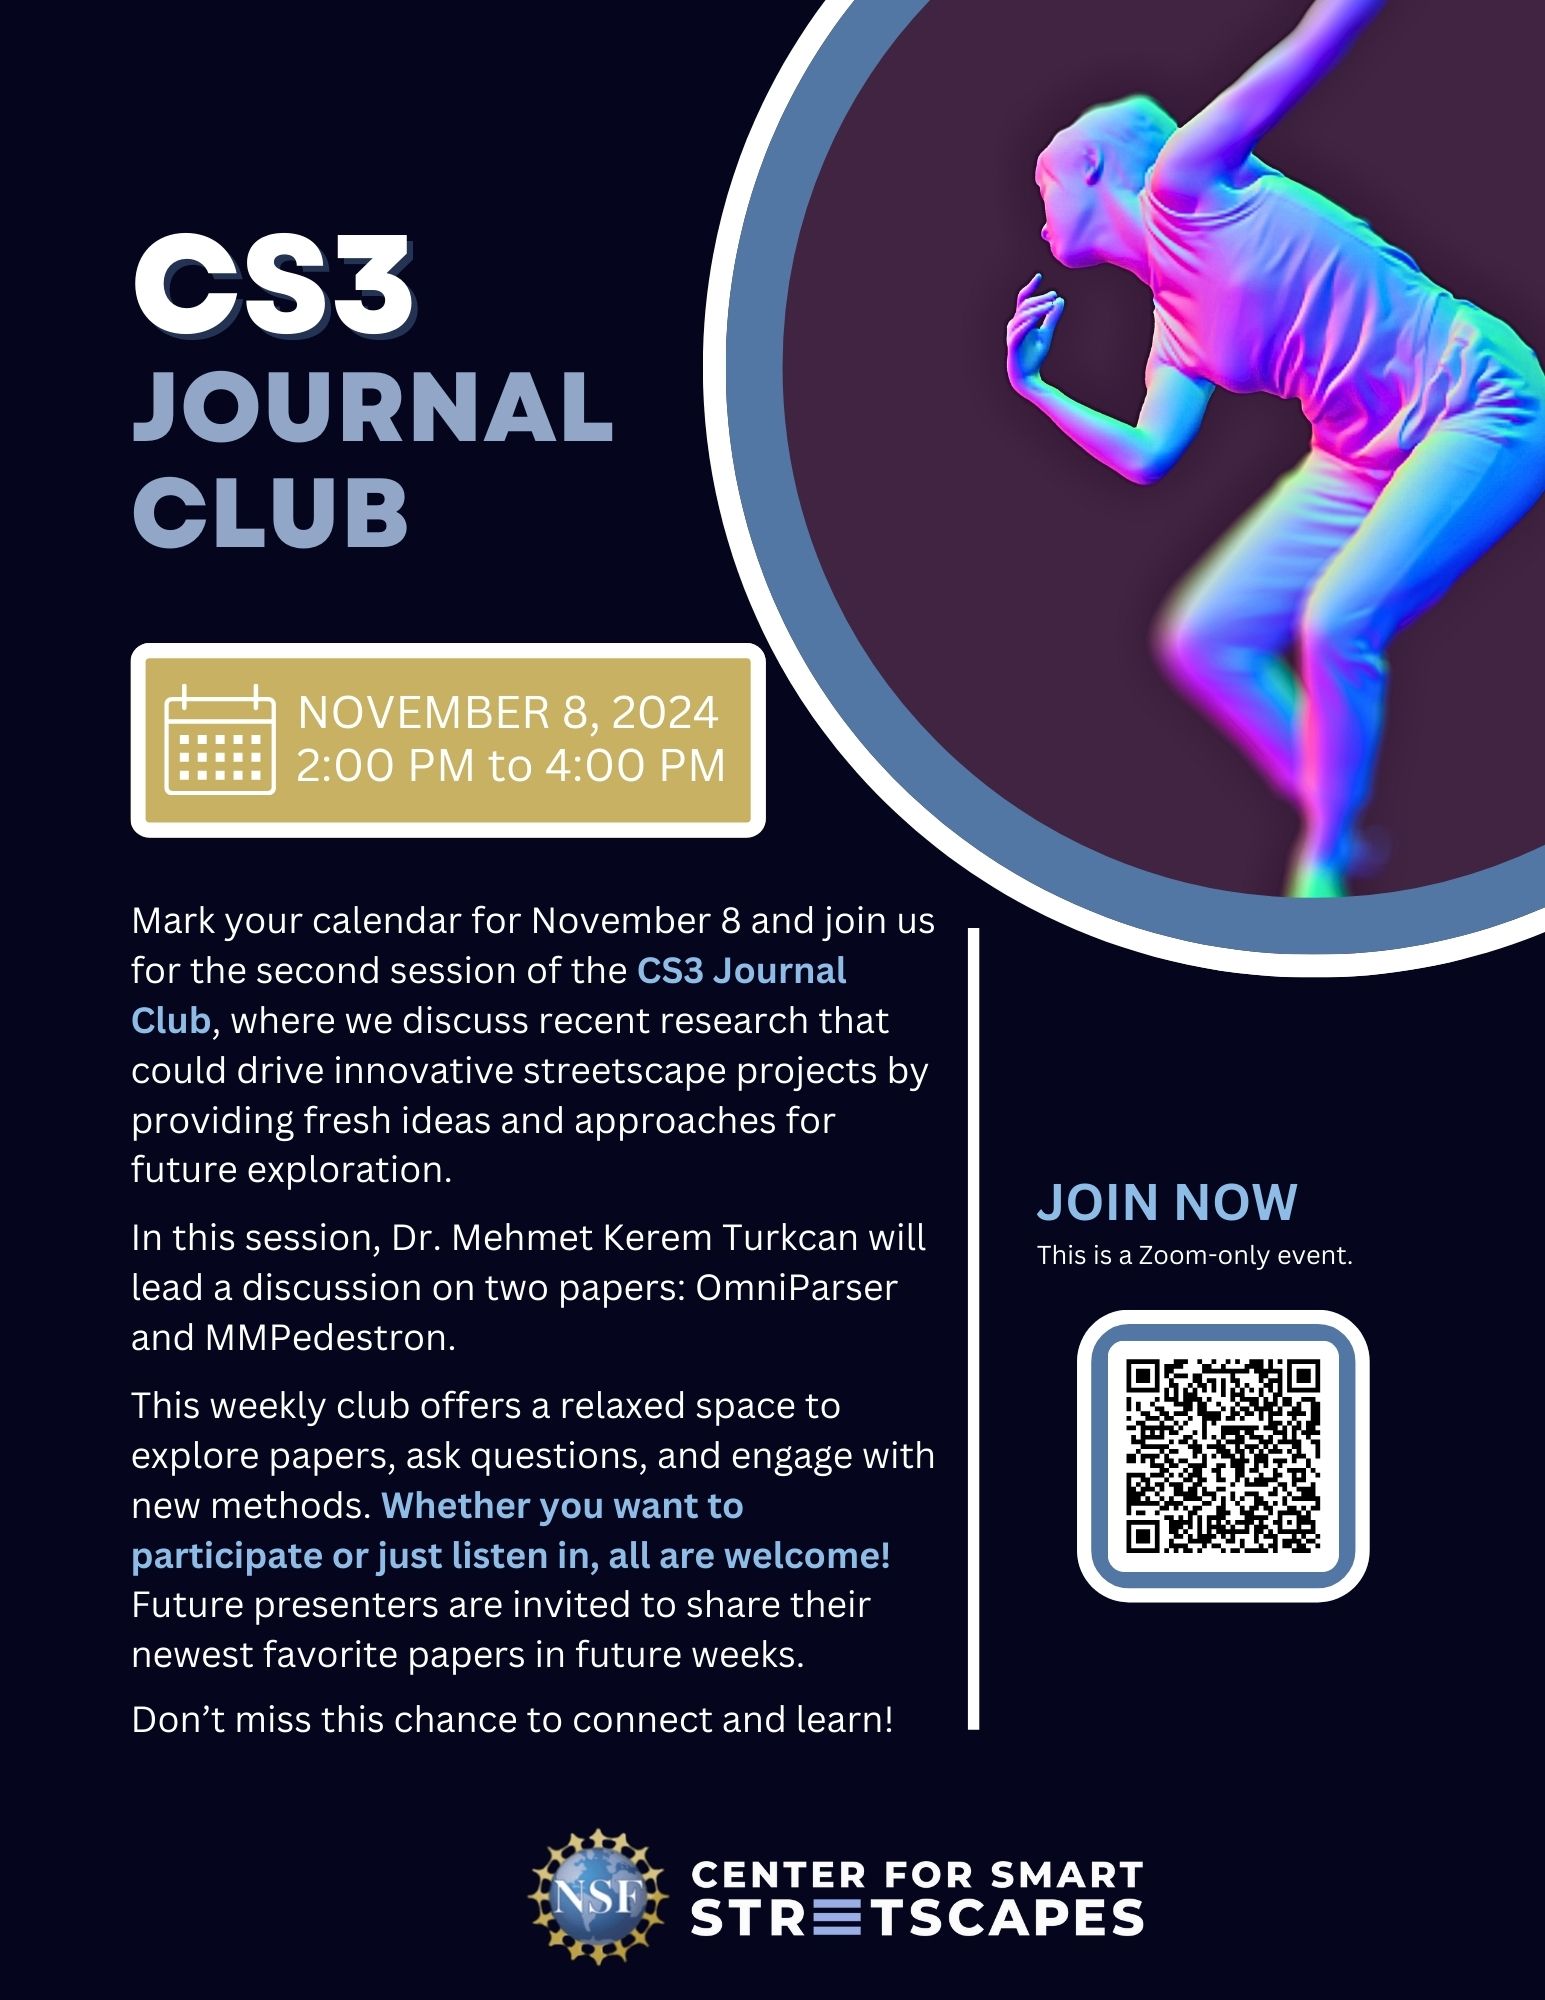 CS3
JOURNAL
CLUB
NOVEMBER 8, 2024
2:00 PM to 4:00 PM
Mark your calendar for November 8 and join us
for the second session of the CS3 Journal
Club, where we discuss recent research that
could drive innovative streetscape projects by
providing fresh ideas and approaches for
future exploration.
In this session, Dr. Mehmet Kerem Turkcan will
lead a discussion on two papers: OmniParser
and MMPedestron.
This weekly club offers a relaxed space to
explore papers, ask questions, and engage with
new methods. Whether you want to
participate or just listen in, all are welcome!
Future presenters are invited to share their
newest favorite papers in future weeks.
Don’t miss this chance to connect and learn!
JOIN NOW
This is a Zoom-only event.
NSF
CENTER FOR SMART
STREETSCAPES